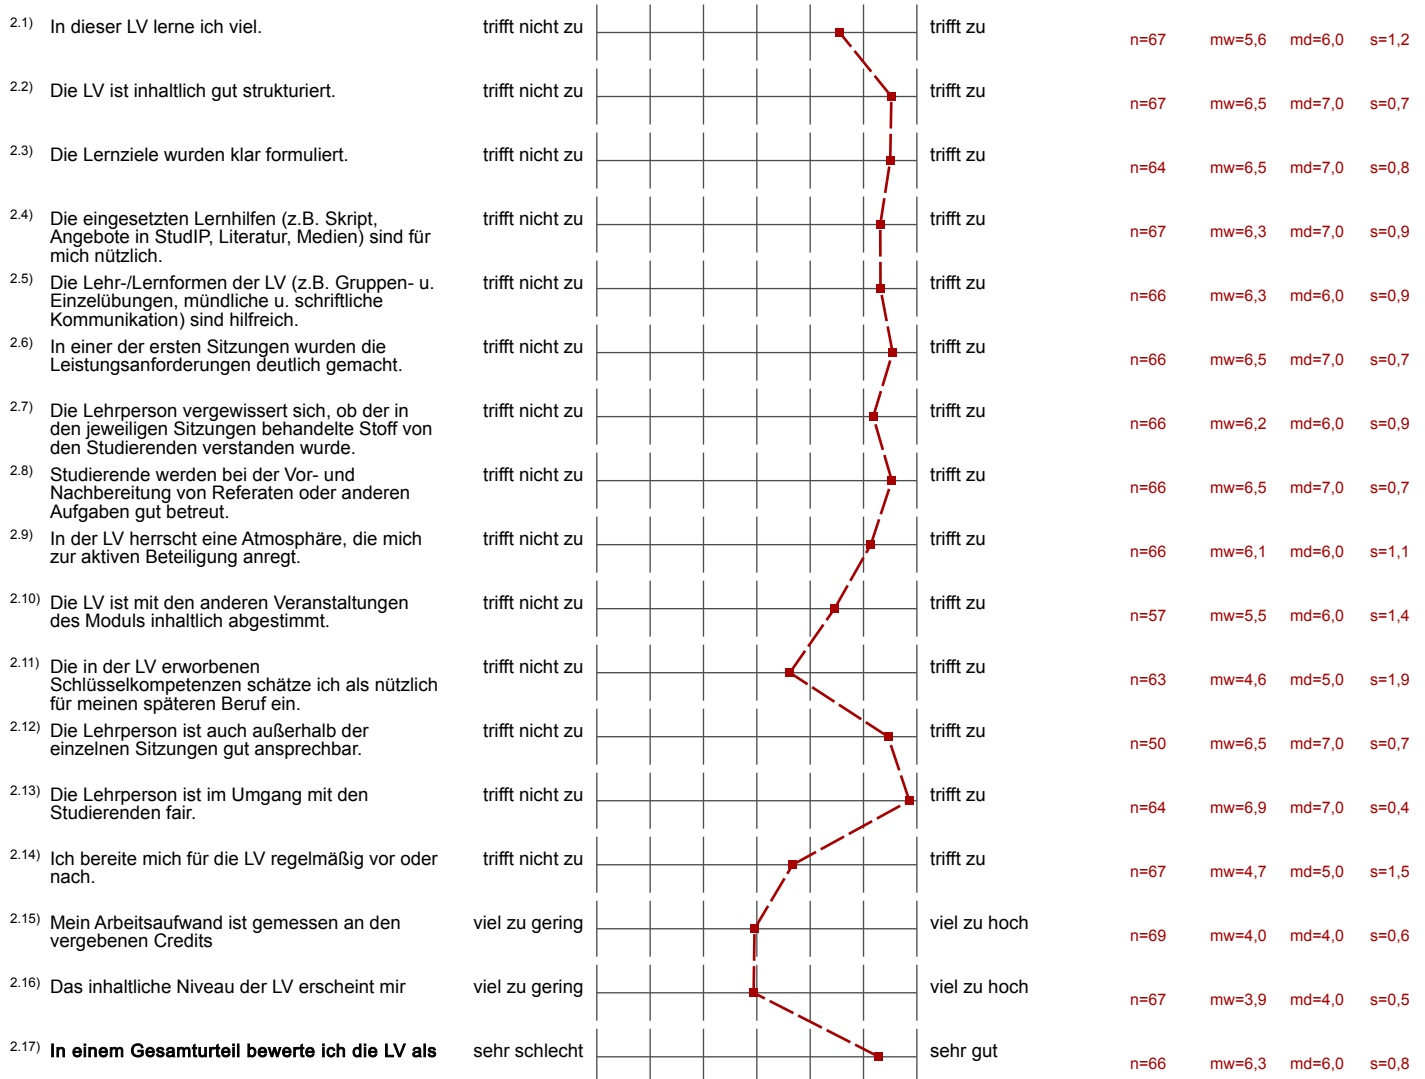 2.1) In dieser LV lerne ich viel. trifft nicht zu trifft zu n=67 mw=5,6 md=6,0 s=1,2
2.2) Die LV ist inhaltlich gut strukturiert. trifft nicht zu trifft zu n=67 mw=6,5 md=7,0 s=0,7
2.3) Die Lernziele wurden klar formuliert. trifft nicht zu trifft zu n=64 mw=6,5 md=7,0 s=0,8
2.4) Die eingesetzten Lernhilfen (z.B. Skript, trifft nicht zu trifft zu n=67 mw=6,3 md=7,0 s=0,9
Angebote in StudIP, Literatur, Medien) sind für
mich nützlich.
2.5) Die Lehr-/Lernformen der LV (z.B. Gruppen- u. trifft nicht zu trifft zu n=66 mw=6,3 md=6,0 s=0,9
Einzelübungen, mündliche u. schriftliche
Kommunikation) sind hilfreich.
2.6) In einer der ersten Sitzungen wurden die trifft nicht zu trifft zu n=66 mw=6,5 md=7,0 s=0,7
Leistungsanforderungen deutlich gemacht.
2.7) Die Lehrperson vergewissert sich, ob der in trifft nicht zu trifft zu n=66 mw=6,2 md=6,0 s=0,9
den jeweiligen Sitzungen behandelte Stoff von
den Studierenden verstanden wurde.
2.8) Studierende werden bei der Vor- und trifft nicht zu trifft zu n=66 mw=6,5 md=7,0 s=0,7
Nachbereitung von Referaten oder anderen
Aufgaben gut betreut.
2.9) In der LV herrscht eine Atmosphäre, die mich trifft nicht zu trifft zu n=66 mw=6,1 md=6,0 s=1,1
zur aktiven Beteiligung anregt.
2.10) Die LV ist mit den anderen Veranstaltungen trifft nicht zu trifft zu n=57 mw=5,5 md=6,0 s=1,4
des Moduls inhaltlich abgestimmt.
2.11) Die in der LV erworbenen trifft nicht zu trifft zu n=63 mw=4,6 md=5,0 s=1,9
Schlüsselkompetenzen schätze ich als nützlich
für meinen späteren Beruf ein.
2.12) Die Lehrperson ist auch außerhalb der trifft nicht zu trifft zu n=50 mw=6,5 md=7,0 s=0,7
einzelnen Sitzungen gut ansprechbar.
2.13) Die Lehrperson ist im Umgang mit den trifft nicht zu trifft zu n=64 mw=6,9 md=7,0 s=0,4
Studierenden fair.
2.14) Ich bereite mich für die LV regelmäßig vor oder trifft nicht zu trifft zu n=67 mw=4,7 md=5,0 s=1,5
nach.
2.15) Mein Arbeitsaufwand ist gemessen an den viel zu gering viel zu hoch n=69 mw=4,0 md=4,0 s=0,6
vergebenen Credits
2.16) Das inhaltliche Niveau der LV erscheint mir viel zu gering viel zu hoch n=67 mw=3,9 md=4,0 s=0,5
2.17) In einem Gesamturteil bewerte ich die LV als sehr schlecht sehr gut n=66 mw=6,3 md=6,0 s=0,8